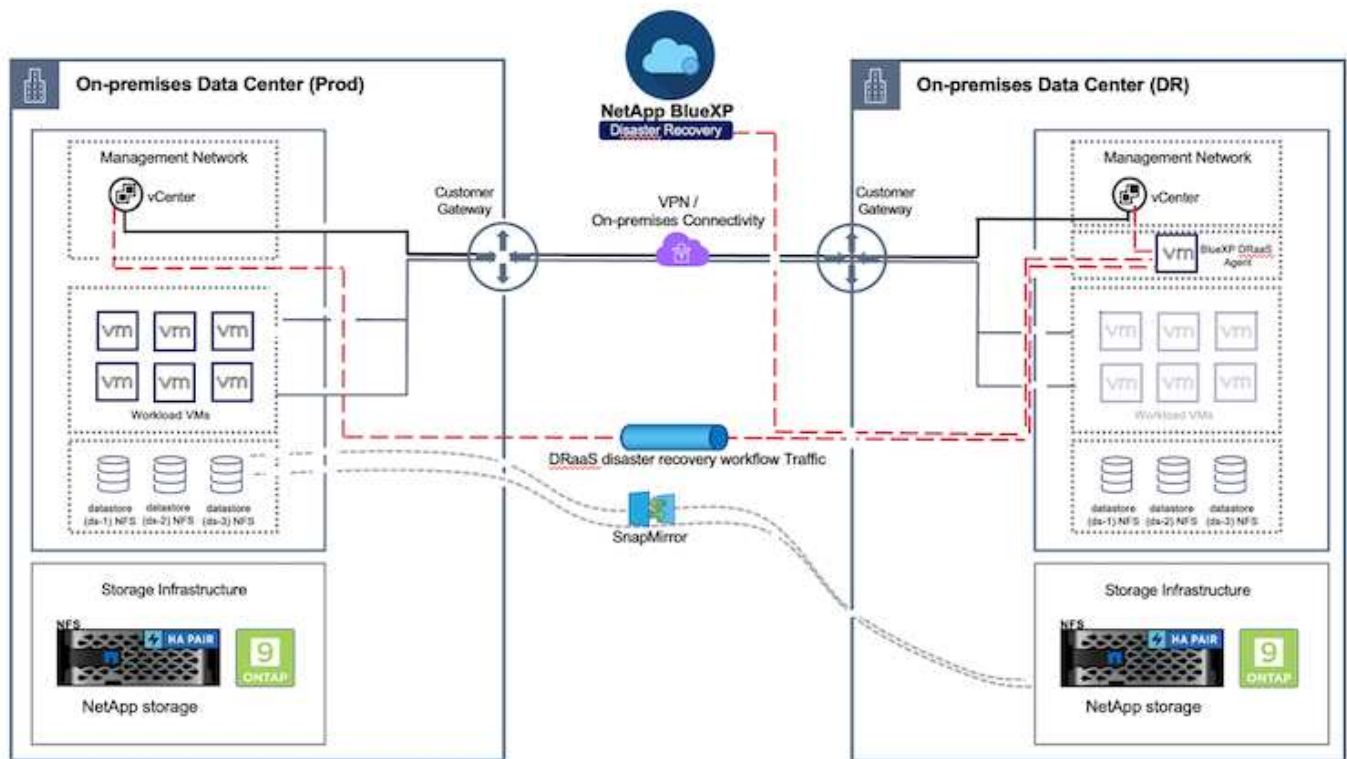 On-premises Data Center (Prod)
Management Network
vCenter
vm vm vm
vm vm vm
Workload VMs
datastore datastore datastore
(ds-1) NFS (ds-2) NFS (ds-3) NFS
Storage Infrastructure
NFS
HA PAIR
9
ONTAP
NetApp storage
Customer
Gateway
NetApp BlueXP
Disaster Recovery
VPN /
On-premises Connectivity
DRaaS disaster recovery workflow Traffic
SnapMirror
Customer
Gateway
On-premises Data Center (DR)
Management Network
vCenter
vm
BlueXP DRaaS
Agent
vm vm vm
vm vm vm
Workload VMs
datastore datastore datastore
(ds-1) NFS (ds-2) NFS (ds-3) NFS
Storage Infrastructure
NFS
HA PAIR
9
ONTAP
NetApp storage